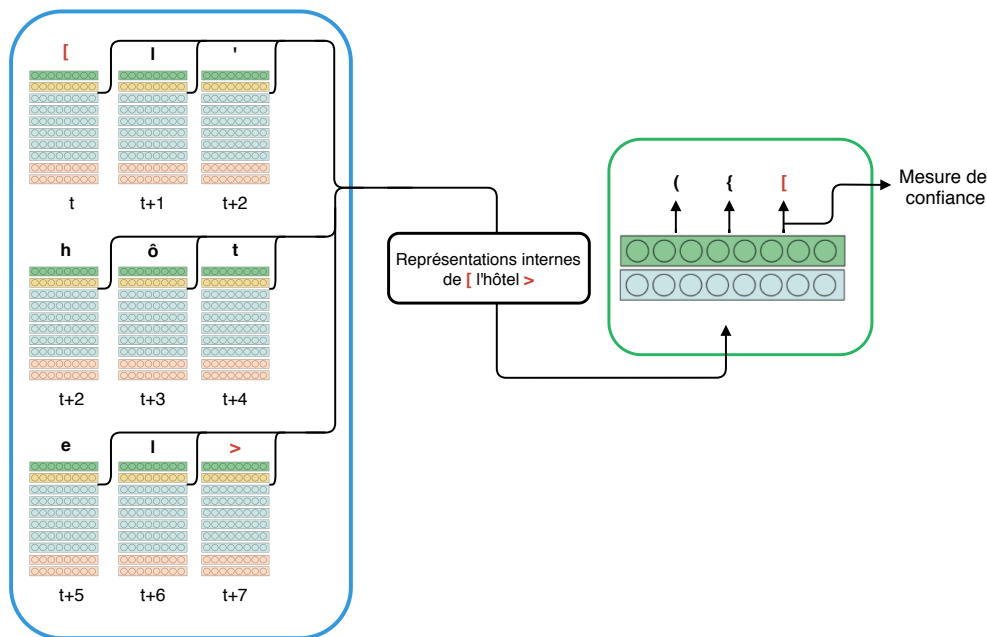 [ l '
t t+1 t+2
h ô t
t+2 t+3 t+4
e l >
t+5 t+6 t+7
Représentations internes
de [ l'hôtel >
( { [
Mesure de
confiance